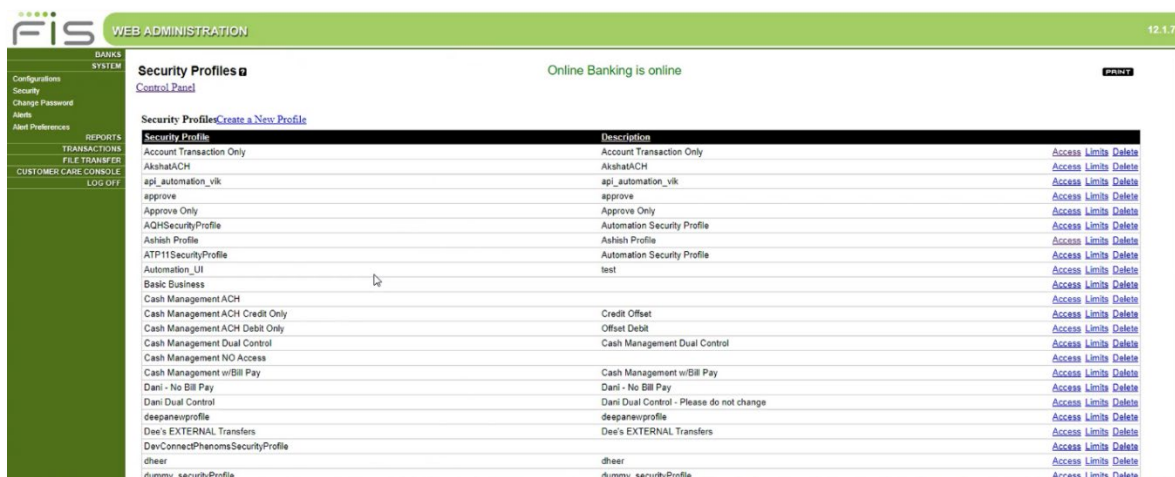 FIS
WEB ADMINISTRATION
12.1.7
BANKS
SYSTEM
Configurations
Security
Change Password
Alerts
Alert Preferences
REPORTS
TRANSACTIONS
FILE TRANSFER
CUSTOMER CARE CONSOLE
LOG OFF
Security Profiles ?
Online Banking is online
PRINT
Control Panel
Security ProfilesCreate a New Profile
Security Profile Description
Account Transaction Only Account Transaction Only Access Limits Delete
AkshatACH AkshatACH Access Limits Delete
api_automation_vik api_automation_vik Access Limits Delete
approve approve Access Limits Delete
Approve Only Approve Only Access Limits Delete
AQHSecurityProfile Automation Security Profile Access Limits Delete
Ashish Profile Ashish Profile Access Limits Delete
ATP11SecurityProfile Automation Security Profile Access Limits Delete
Automation_UI test Access Limits Delete
Basic Business Access Limits Delete
Cash Management ACH Access Limits Delete
Cash Management ACH Credit Only Credit Offset Access Limits Delete
Cash Management ACH Debit Only Offset Debit Access Limits Delete
Cash Management Dual Control Cash Management Dual Control Access Limits Delete
Cash Management NO Access Access Limits Delete
Cash Management w/Bill Pay Cash Management w/Bill Pay Access Limits Delete
Dani - No Bill Pay Dani - No Bill Pay Access Limits Delete
Dani Dual Control Dani Dual Control - Please do not change Access Limits Delete
deepanewprofile deepanewprofile Access Limits Delete
Dee's EXTERNAL Transfers Dee's EXTERNAL Transfers Access Limits Delete
DevConnectPhenomsSecurityProfile Access Limits Delete
dheer dheer Access Limits Delete
dummy_securityProfile dummy_securityProfile Access Limits Delete